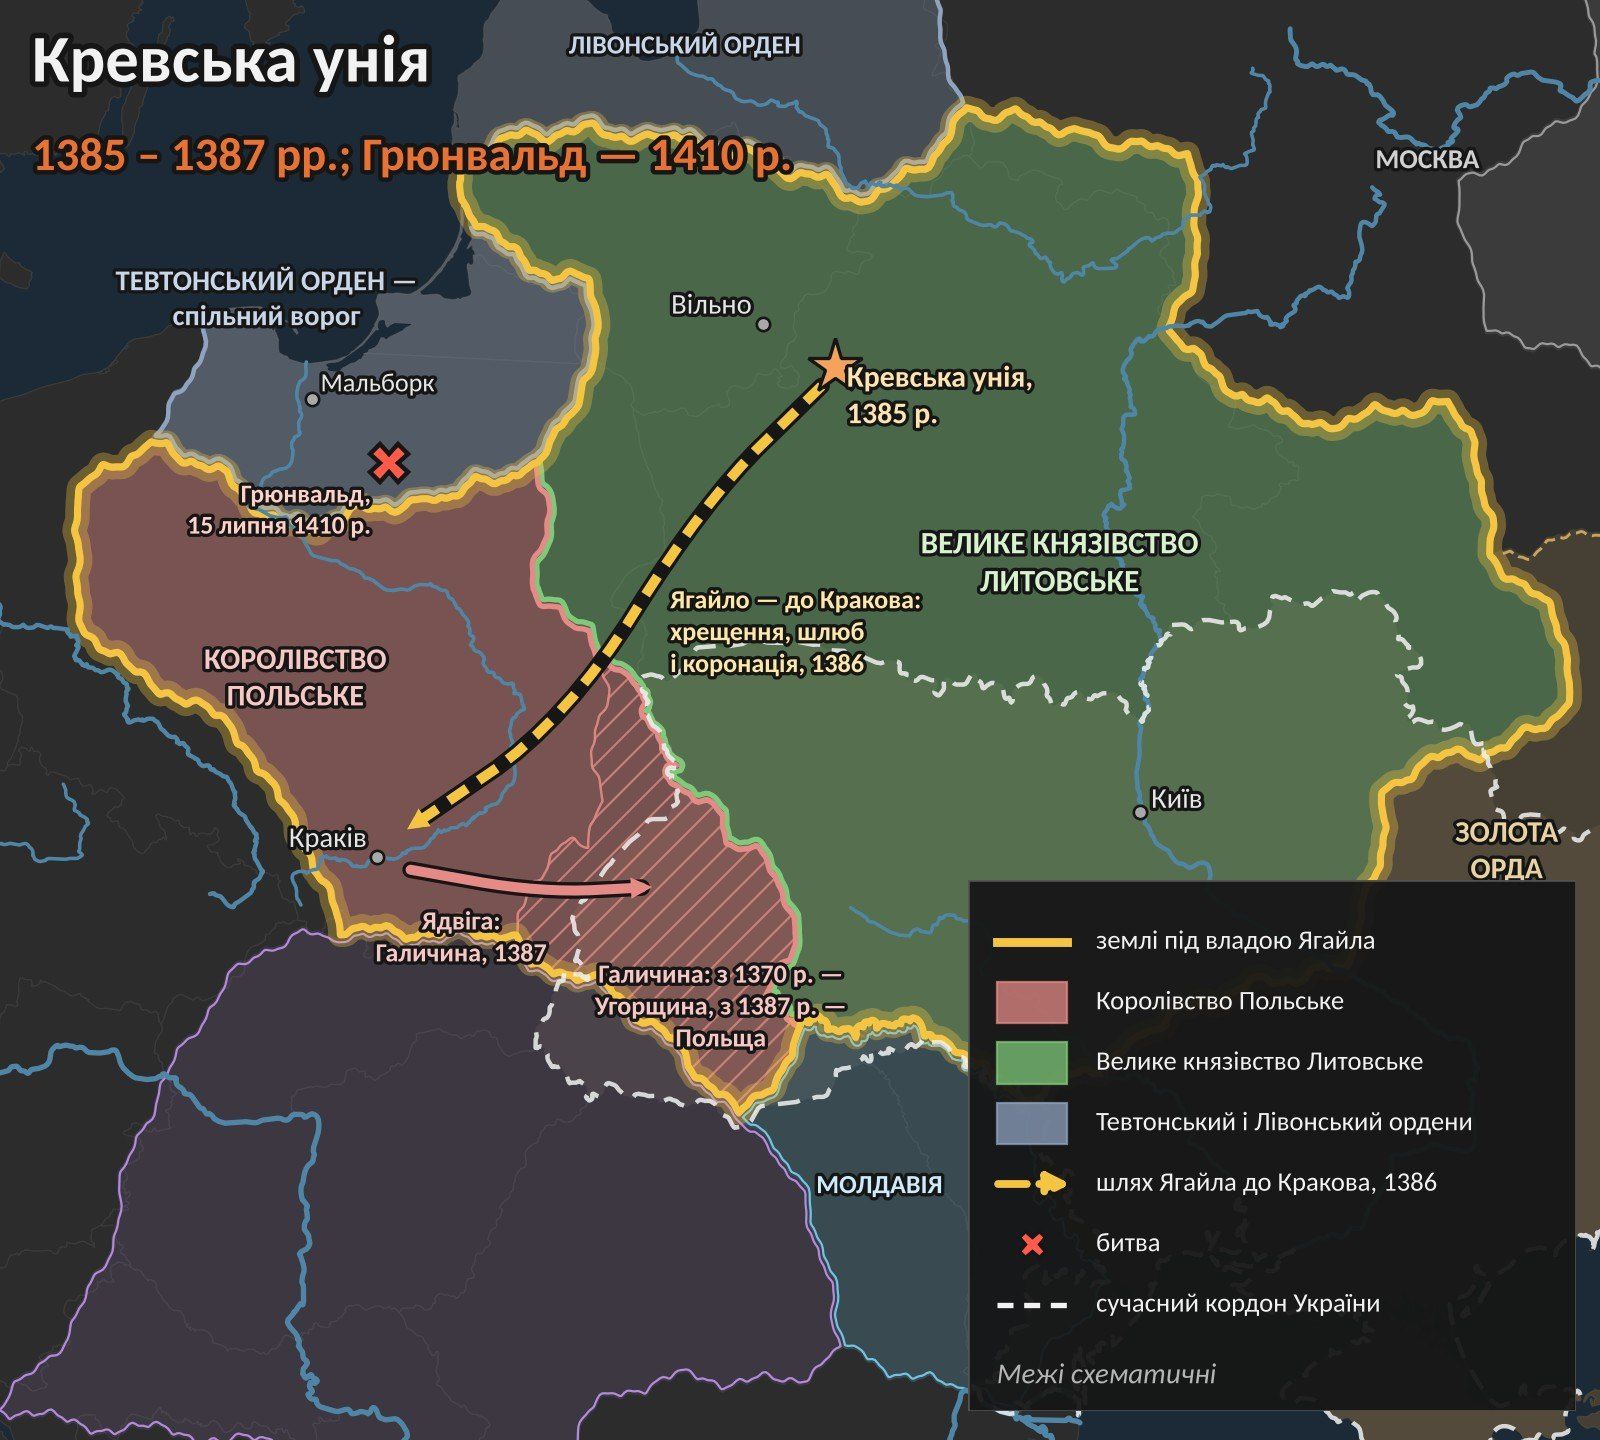 Кревська унія
1385 – 1387 рр.; Грюнвальд — 1410 р.
ЛІВОНСЬКИЙ ОРДЕН
МОСКВА
ТЕВТОНСЬКИЙ ОРДЕН —
спільний ворог
Вільно
Мальборк
Кревська унія,
1385 р.
Грюнвальд,
15 липня 1410 р.
ВЕЛИКЕ КНЯЗІВСТВО
ЛИТОВСЬКЕ
Ягайло — до Кракова:
хрещення, шлюб
і коронація, 1386
КОРОЛІВСТВО
ПОЛЬСЬКЕ
Київ
Краків
ЗОЛОТА
ОРДА
Ядвіга:
Галичина, 1387
Галичина: з 1370 р. —
Угорщина, з 1387 р. —
Польща
МОЛДАВІЯ
землі під владою Ягайла
Королівство Польське
Велике князівство Литовське
Тевтонський і Лівонський ордени
шлях Ягайла до Кракова, 1386
битва
сучасний кордон України
Межі схематичні